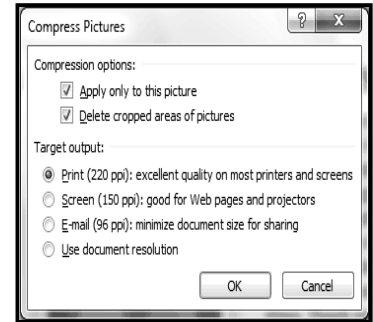 Compress Pictures
? X
Compression options:
Apply only to this picture
Delete cropped areas of pictures
Target output:
Print (220 ppi): excellent quality on most printers and screens
Screen (150 ppi): good for Web pages and projectors
E-mail (96 ppi): minimize document size for sharing
Use document resolution
OK Cancel